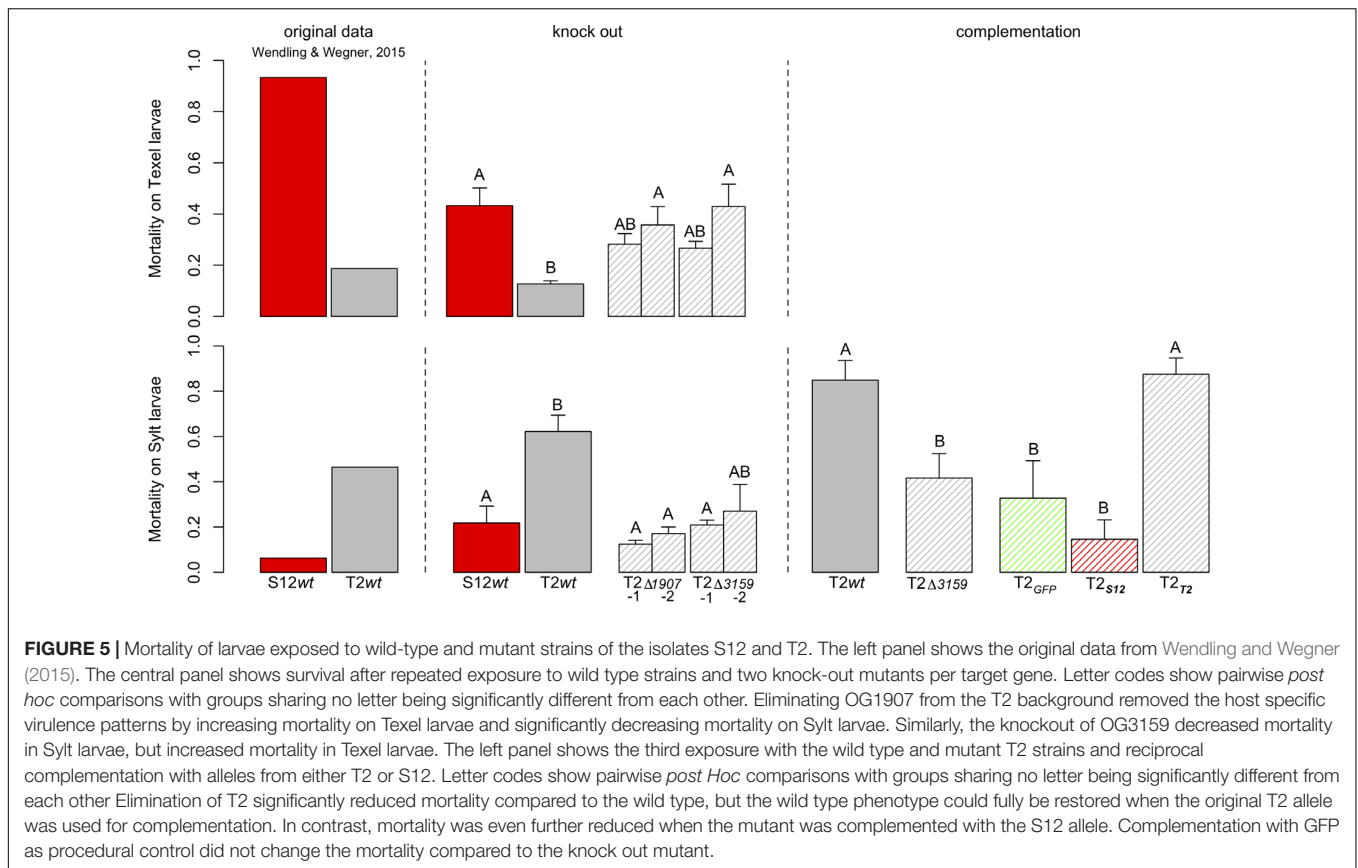 original data
Wendling & Wegner, 2015
knock out
complementation
Mortality on Texel larvae
1.0
0.8
0.6
0.4
0.2
0.0
A
B
AB
A
AB
A
Mortality on Sylt larvae
1.0
0.8
0.6
0.4
0.2
0.0
A
B
A
A
A
AB
A
B
B
B
A
S12wt
T2wt
S12wt
T2wt
T2Δ1907
-1 -2
T2Δ3159
-1 -2
T2wt
T2Δ3159
T2GFP
T2S12
T2T2
FIGURE 5 | Mortality of larvae exposed to wild-type and mutant strains of the isolates S12 and T2. The left panel shows the original data from Wendling and Wegner
(2015). The central panel shows survival after repeated exposure to wild type strains and two knock-out mutants per target gene. Letter codes show pairwise post
hoc comparisons with groups sharing no letter being significantly different from each other. Eliminating OG1907 from the T2 background removed the host specific
virulence patterns by increasing mortality on Texel larvae and significantly decreasing mortality on Sylt larvae. Similarly, the knockout of OG3159 decreased mortality
in Sylt larvae, but increased mortality in Texel larvae. The left panel shows the third exposure with the wild type and mutant T2 strains and reciprocal
complementation with alleles from either T2 or S12. Letter codes show pairwise post Hoc comparisons with groups sharing no letter being significantly different from
each other Elimination of T2 significantly reduced mortality compared to the wild type, but the wild type phenotype could fully be restored when the original T2 allele
was used for complementation. In contrast, mortality was even further reduced when the mutant was complemented with the S12 allele. Complementation with GFP
as procedural control did not change the mortality compared to the knock out mutant.